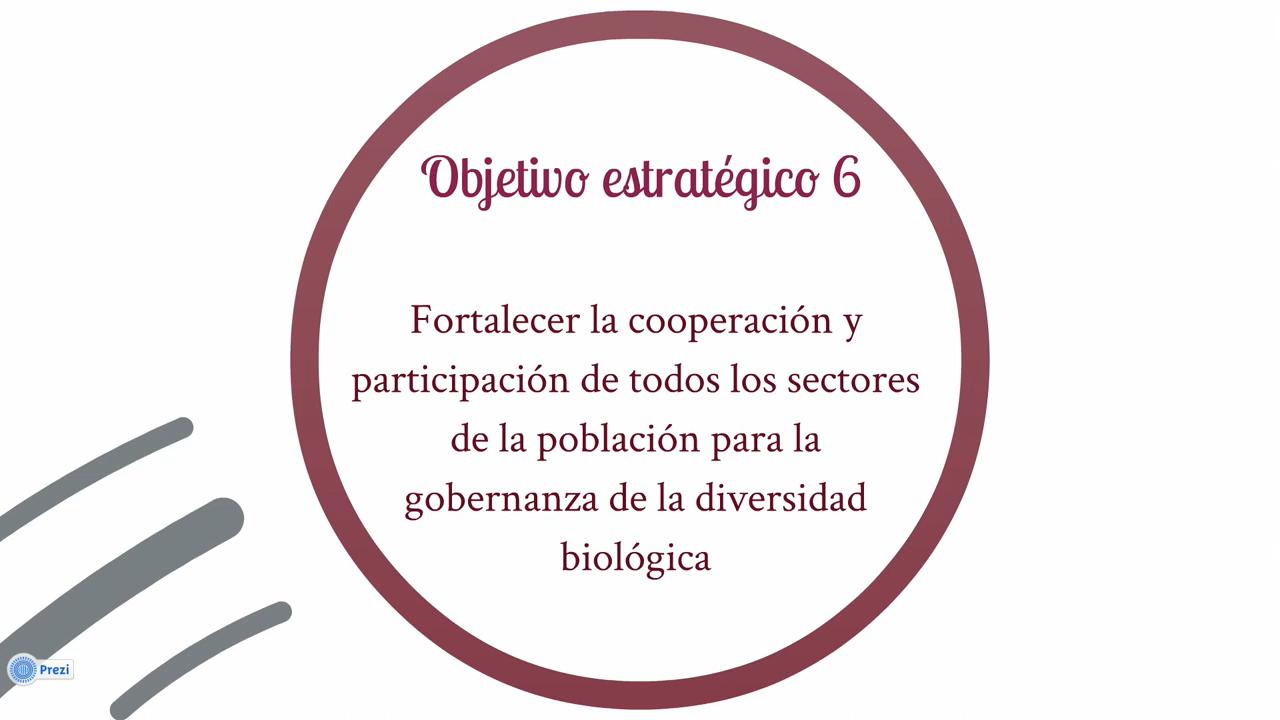 Objetivo estratégico 6
Fortalecer la cooperación y
participación de todos los sectores
de la población para la
gobernanza de la diversidad
biológica
Prezi